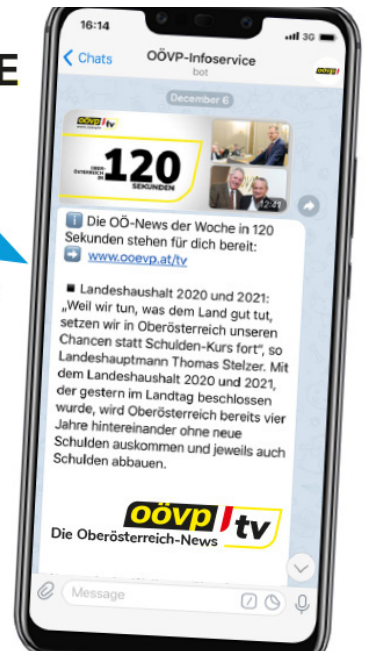 E
16:14
3G
Chats
OÖVP-Infoservice
bot
oövp
December 6
oövp tv
OBER-
ÖSTERREICH
IN
120
SEKUNDEN
12:41
Die OÖ-News der Woche in 120
Sekunden stehen für dich bereit:
www.ooevp.at/tv
■ Landeshaushalt 2020 und 2021:
„Weil wir tun, was dem Land gut tut,
setzen wir in Oberösterreich unseren
Chancen statt Schulden-Kurs fort“, so
Landeshauptmann Thomas Stelzer. Mit
dem Landeshaushalt 2020 und 2021,
der gestern im Landtag beschlossen
wurde, wird Oberösterreich bereits vier
Jahre hintereinander ohne neue
Schulden auskommen und jeweils auch
Schulden abbauen.
oövp tv
Die Oberösterreich-News
Message